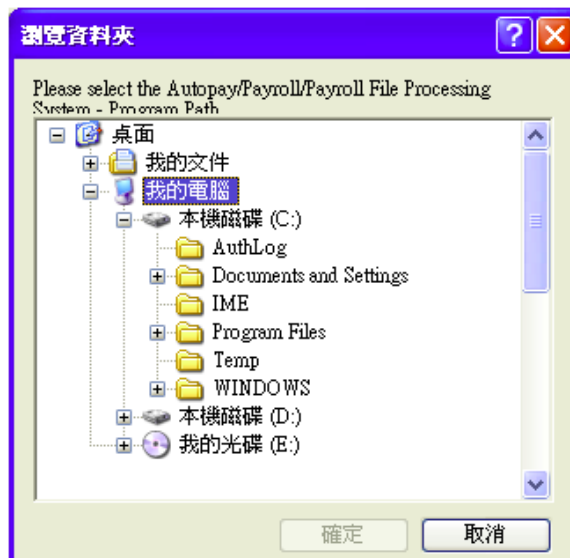 瀏覽資料夾
Please select the Autopay/Payroll/Payroll File Processing
System - Program Path
桌面
我的文件
我的電腦
本機磁碟 (C:)
AuthLog
Documents and Settings
IME
Program Files
Temp
WINDOWS
本機磁碟 (D:)
我的光碟 (E:)
確定
取消